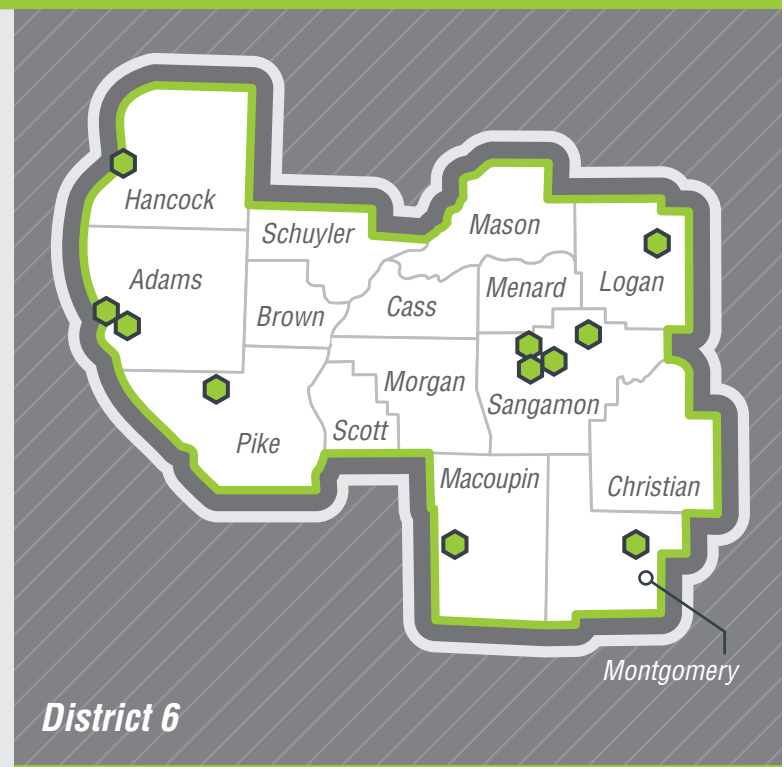 Hancock
Mason
Schuyler
Adams
Logan
Menard
Cass
Brown
Morgan
Sangamon
Scott
Pike
Macoupin
Christian
Montgomery
District 6